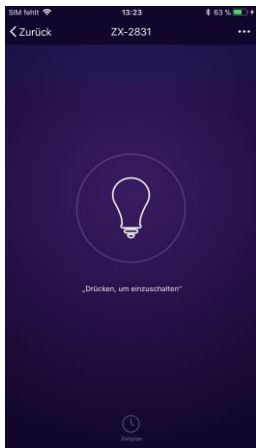 SIM fehlt 13:23 63 %
Zurück ZX-2831 •••
„Drücken, um einzuschalten“
Zeitplan